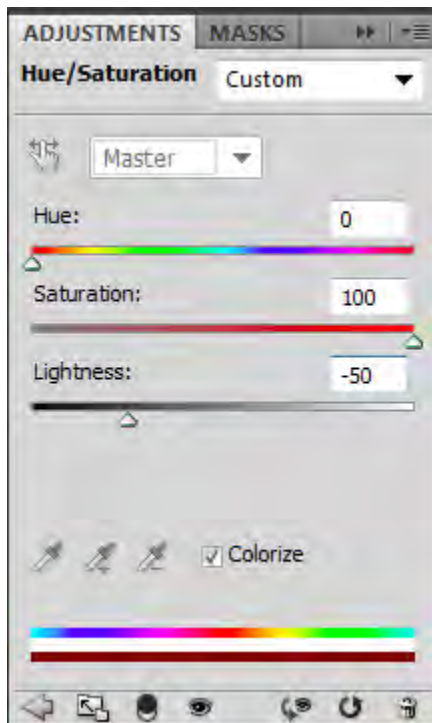 ADJUSTMENTS MASKS
Hue/Saturation Custom
Master
Hue: 0
Saturation: 100
Lightness: -50
Colorize